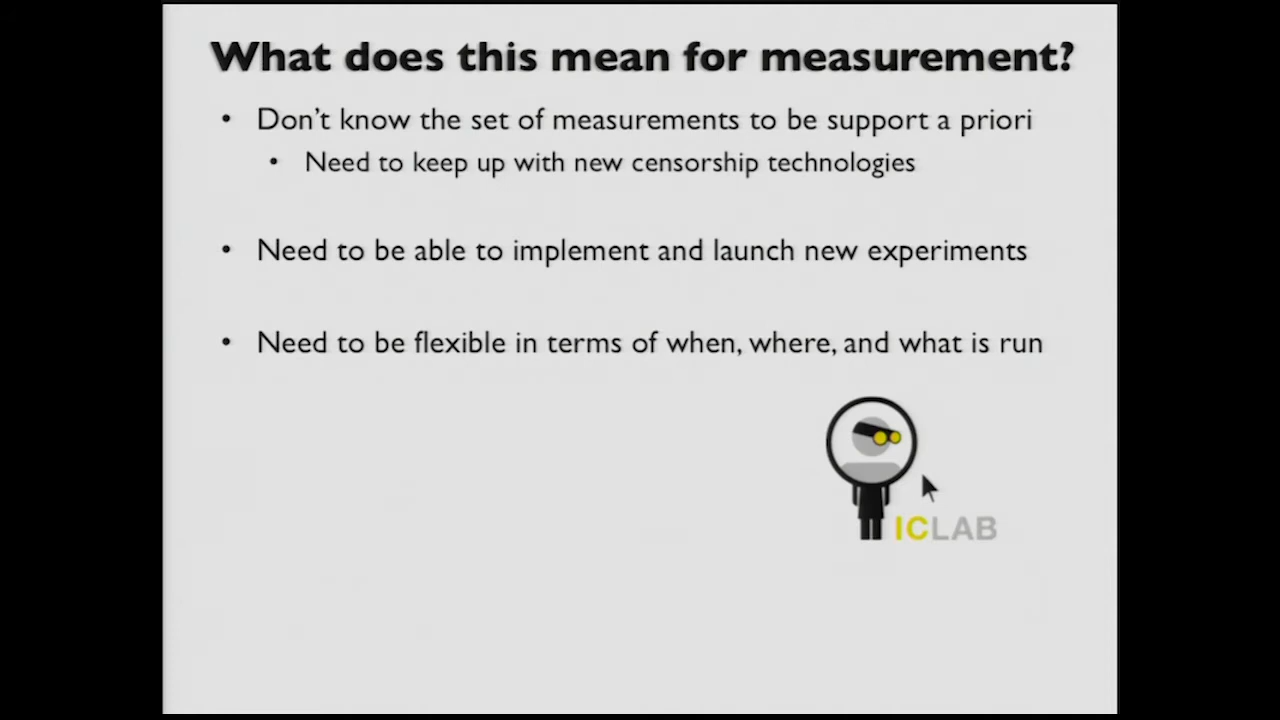 What does this mean for measurement?
• Don't know the set of measurements to be support a priori
• Need to keep up with new censorship technologies
• Need to be able to implement and launch new experiments
• Need to be flexible in terms of when, where, and what is run
ICLAB